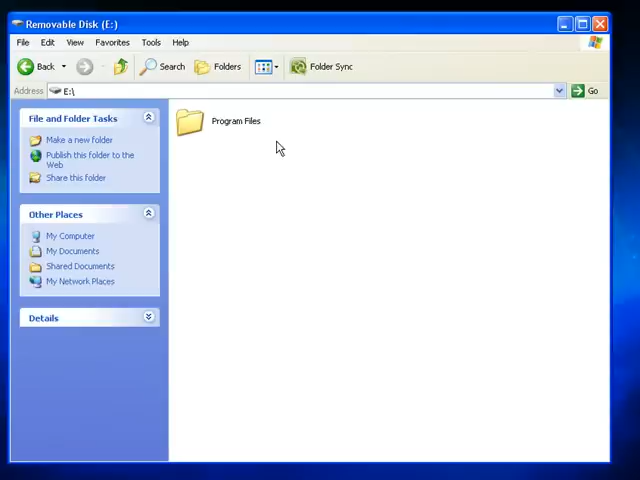 Removable Disk (E:)
File Edit View Favorites Tools Help
Back Search Folders Folder Sync
Address E:\ Go
File and Folder Tasks
Make a new folder
Publish this folder to the
Web
Share this folder
Other Places
My Computer
My Documents
Shared Documents
My Network Places
Details
Program Files